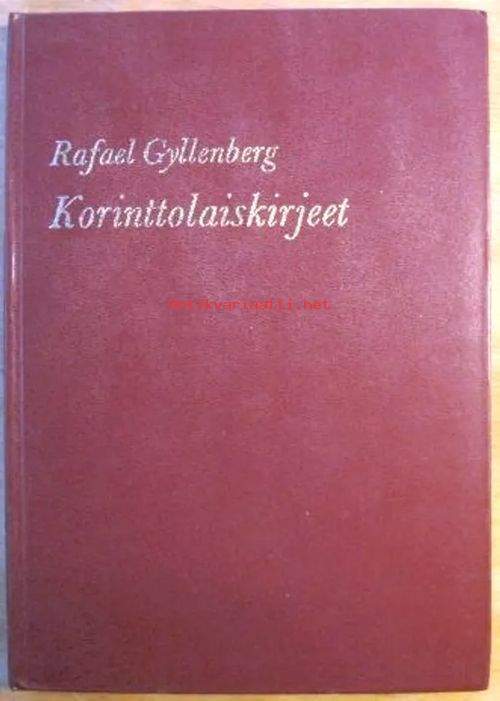 Rafael Gyllenberg
Korinttolaiskirjeet
antikvariaatti.net